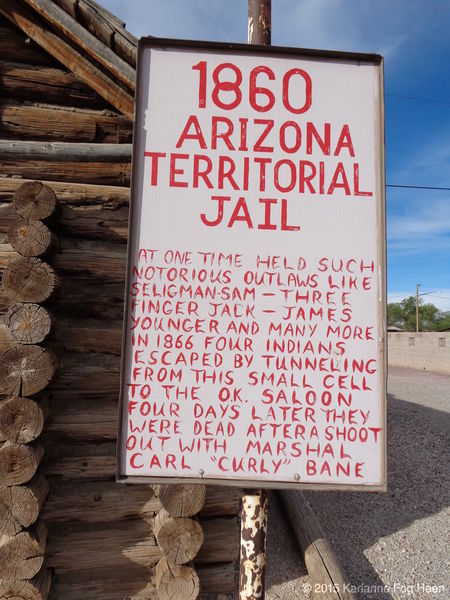 1860
ARIZONA
TERRITORIAL
JAIL
AT ONE TIME HELD SUCH
NOTORIOUS OUTLAWS LIKE
SELIGMAN-SAM — THREE
FINGER JACK — JAMES
YOUNGER AND MANY MORE
IN 1866 FOUR INDIANS
ESCAPED BY TUNNELING
FROM THIS SMALL CELL
TO THE O.K. SALOON
FOUR DAYS LATER THEY
WERE DEAD AFTER A SHOOT
OUT WITH MARSHAL
CARL "CURLY" BANE
© 2015 Karianne Fog Heen